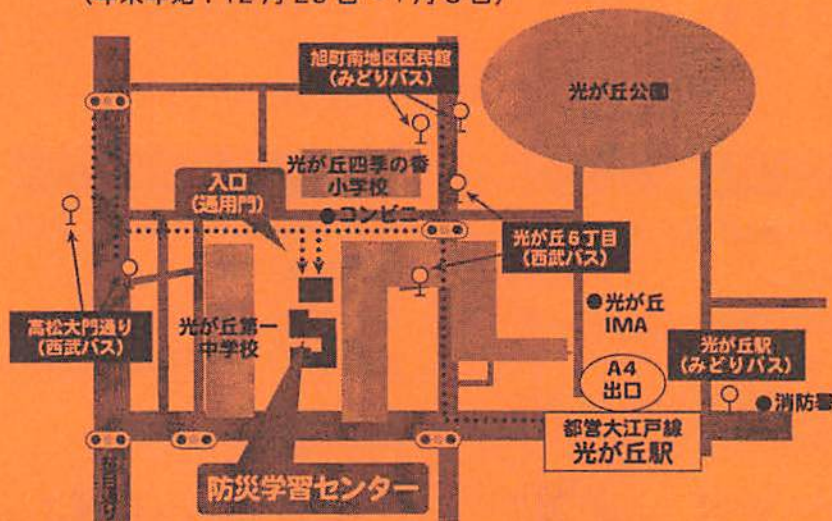 旭町南地区区民館
(みどりバス)
光が丘公園
光が丘四季の香
小学校
入口
(通用門)
●コンビニ
光が丘6丁目
(西武バス)
高松大門通り
(西武バス)
光が丘第一
中学校
●光が丘
IMA
光が丘駅
(みどりバス)
A4
出口
●消防署
都営大江戸線
光が丘駅
防災学習センター